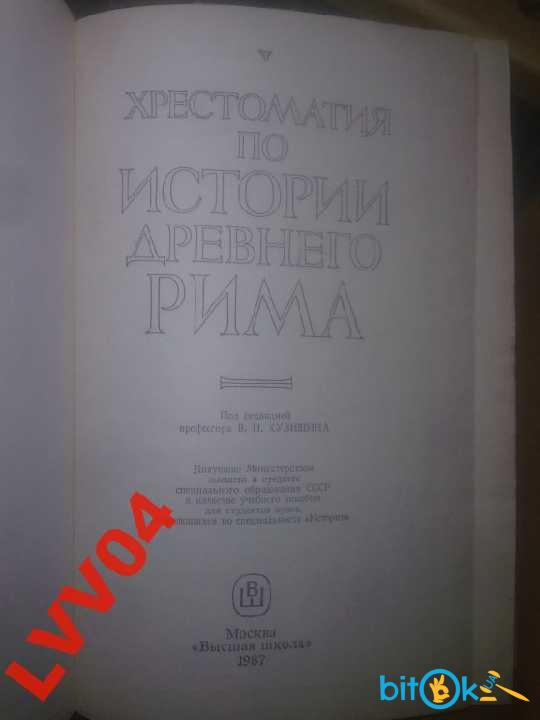 ХРЕСТОМАТИЯ
ПО
ИСТОРИИ
ДРЕВНЕГО
РИМА
Под редакцией
профессора В. И. КУЗИЩИНА
Допущено Министерством
высшего и среднего
специального образования СССР
в качестве учебного пособия
для студентов вузов,
обучающихся по специальности «История»
ВШ
Москва
«Высшая школа»
1987
LVV04
bitok.UA